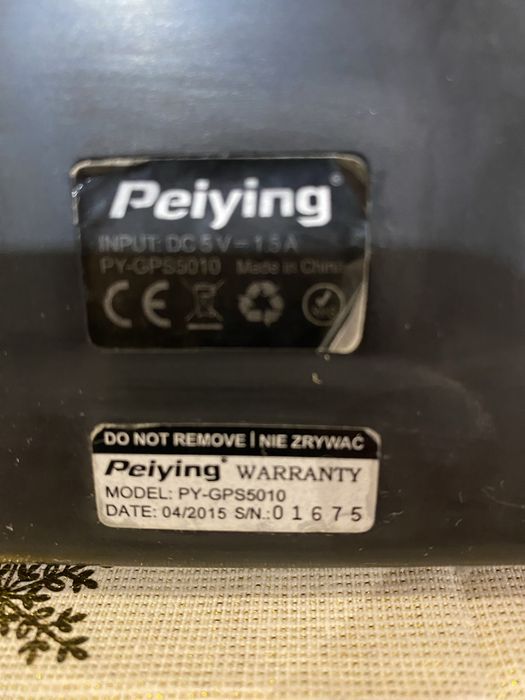 Peiying
INPUT: DC 5 V – 1.5 A
PY-GPS5010 Made in China
DO NOT REMOVE | NIE ZRYWAĆ
Peiying WARRANTY
MODEL: PY-GPS5010
DATE: 04/2015 S/N.:01675